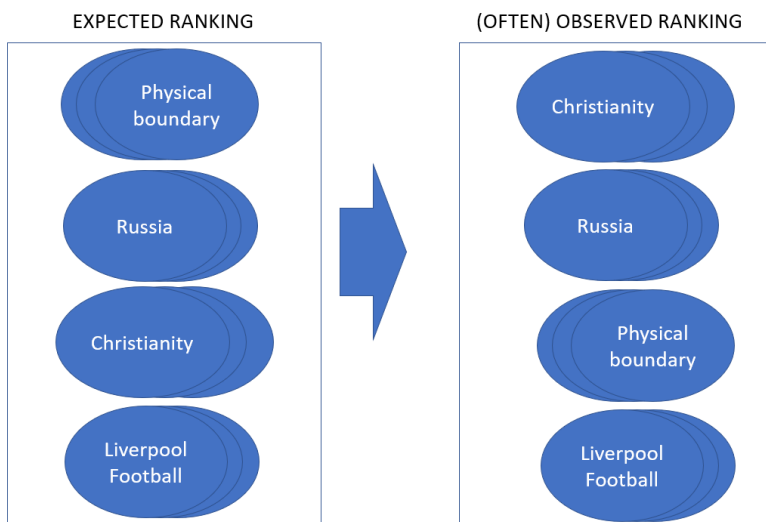 EXPECTED RANKING
Physical
boundary
Russia
Christianity
Liverpool
Football
(OFTEN) OBSERVED RANKING
Christianity
Russia
Physical
boundary
Liverpool
Football